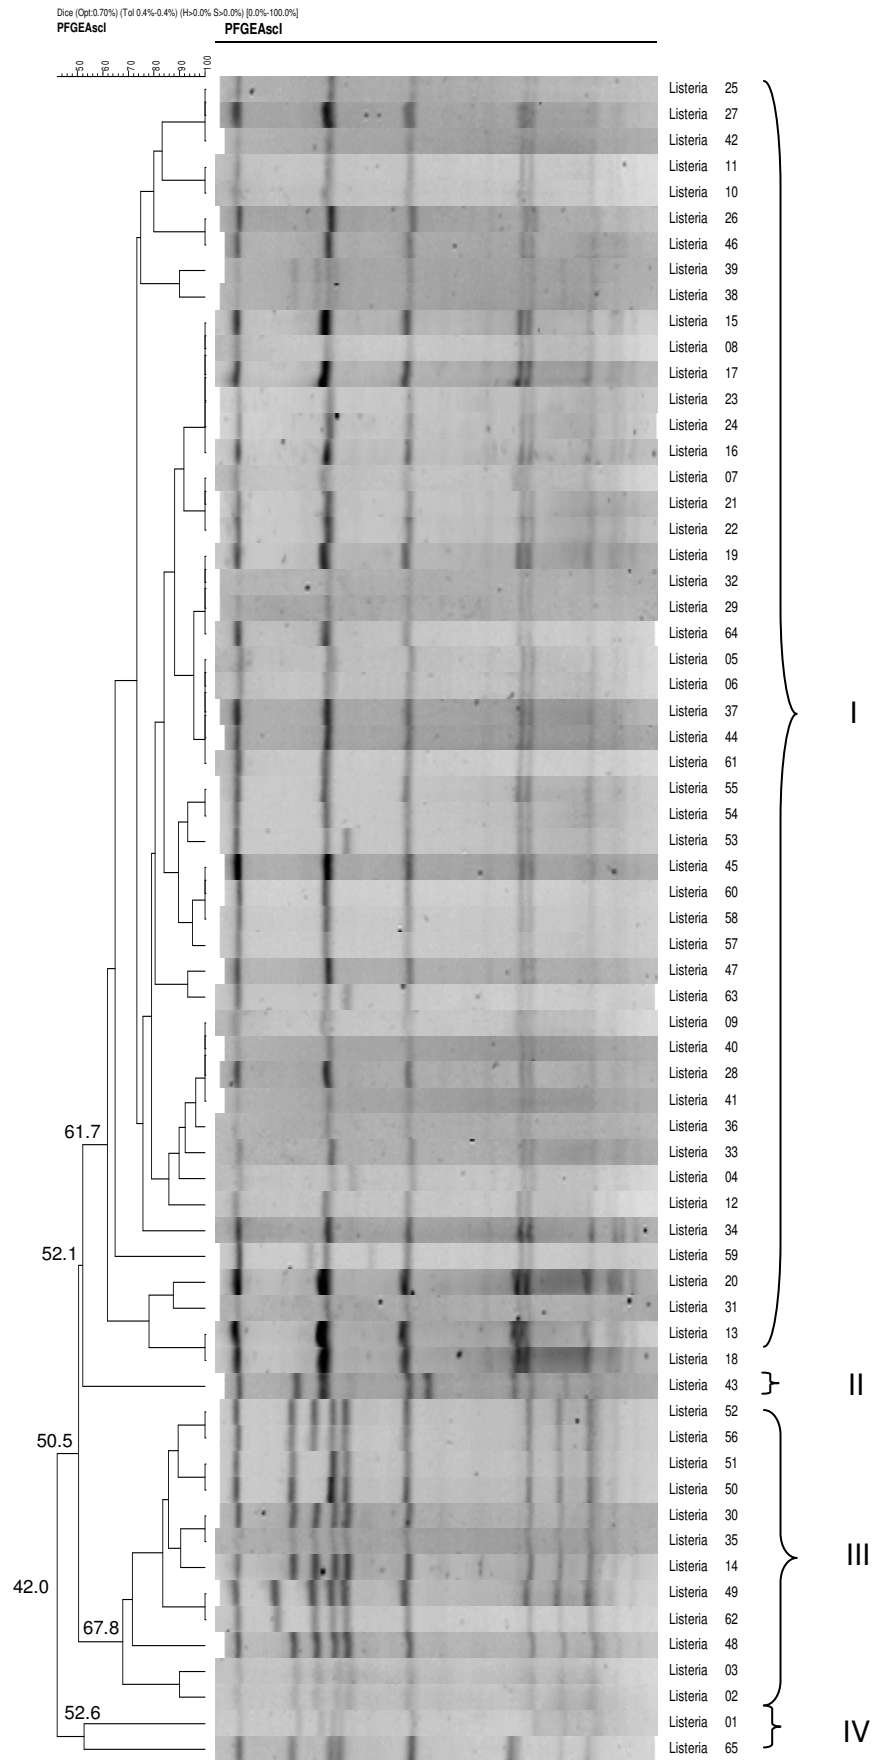 Dice (Opt:0.70%) (Tol 0.4%-0.4%) (H>0.0% S>0.0%) [0.0%-100.0%]
PFGEAscI PFGEAscI
50 60 70 80 90 100
Listeria 25
Listeria 27
Listeria 42
Listeria 11
Listeria 10
Listeria 26
Listeria 46
Listeria 39
Listeria 38
Listeria 15
Listeria 08
Listeria 17
Listeria 23
Listeria 24
Listeria 16
Listeria 07
Listeria 21
Listeria 22
Listeria 19
Listeria 32
Listeria 29
Listeria 64
Listeria 05
Listeria 06
Listeria 37
I
Listeria 44
Listeria 61
Listeria 55
Listeria 54
Listeria 53
Listeria 45
Listeria 60
Listeria 58
Listeria 57
Listeria 47
Listeria 63
Listeria 09
Listeria 40
Listeria 28
Listeria 41
Listeria 36
61.7
Listeria 33
Listeria 04
Listeria 12
Listeria 34
52.1 Listeria 59
Listeria 20
Listeria 31
Listeria 13
Listeria 18
Listeria 43 II
Listeria 52
50.5 Listeria 56
Listeria 51
Listeria 50
Listeria 30
Listeria 35
III
Listeria 14
42.0 Listeria 49
Listeria 62
67.8
Listeria 48
Listeria 03
Listeria 02
52.6
Listeria 01
IV
Listeria 65